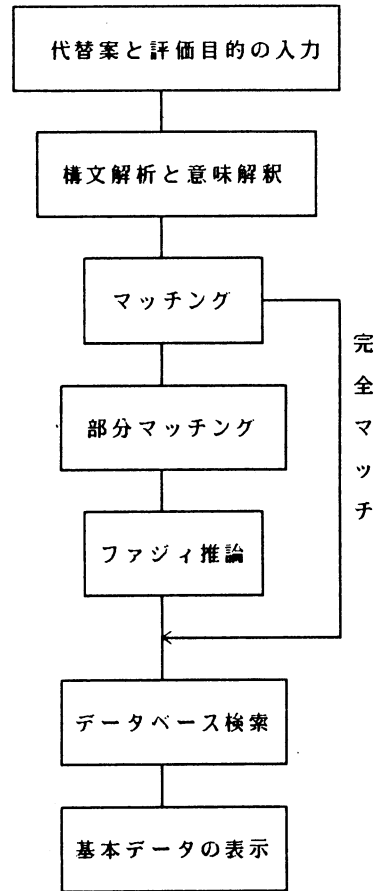 代替案と評価目的の入力
構文解析と意味解釈
マッチング
完全マッチ
部分マッチング
ファジィ推論
データベース検索
基本データの表示